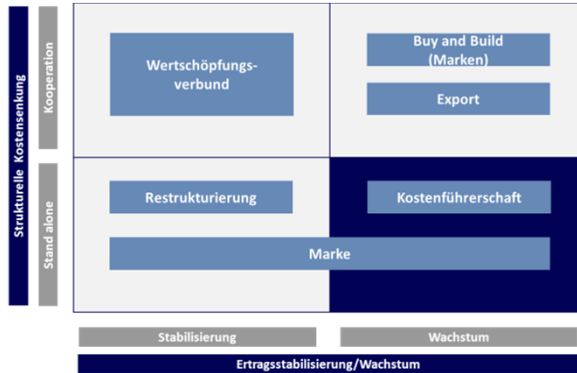 Strukturelle Kostensenkung
Kooperation
Stand alone
Wertschöpfungs-
verbund
Buy and Build
(Marken)
Export
Restrukturierung
Kostenführerschaft
Marke
Stabilisierung
Wachstum
Ertragsstabilisierung/Wachstum